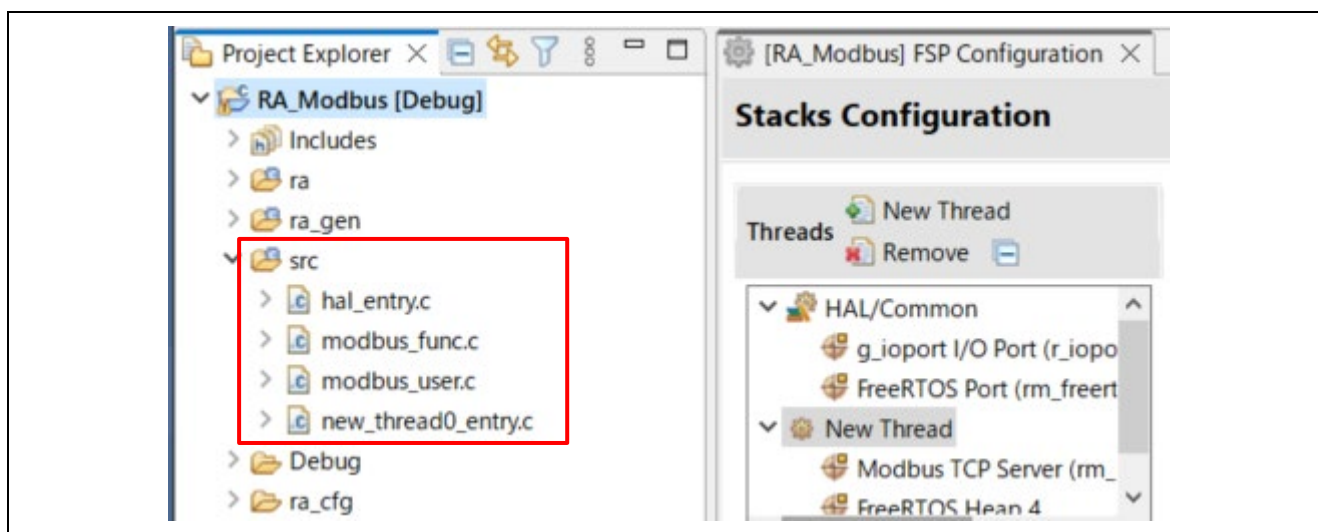 Project Explorer
RA_Modbus [Debug]
Includes
ra
ra_gen
src
hal_entry.c
modbus_func.c
modbus_user.c
new_thread0_entry.c
Debug
ra_cfg
[RA_Modbus] FSP Configuration
Stacks Configuration
Threads
New Thread
Remove
HAL/Common
g_ioport I/O Port (r_iopo
FreeRTOS Port (rm_freert
New Thread
Modbus TCP Server (rm_
FreeRTOS Heap 4